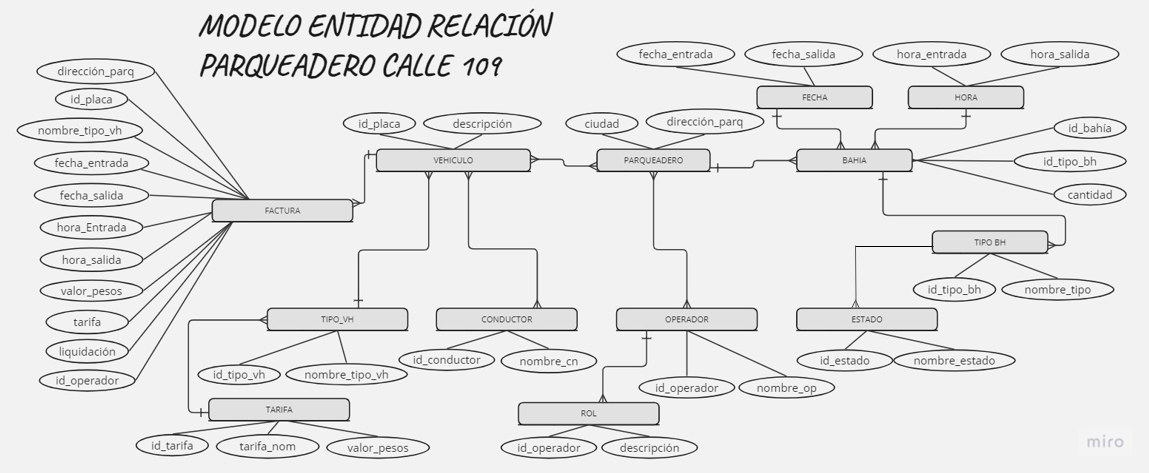 MODELO ENTIDAD RELACIÓN
PARQUEADERO CALLE 109
fecha_entrada
fecha_salida
hora_entrada
hora_salida
FECHA
HORA
dirección_parq
id_placa
nombre_tipo_vh
fecha_entrada
fecha_salida
hora_Entrada
hora_salida
valor_pesos
tarifa
liquidación
id_operador
FACTURA
id_placa
descripción
VEHICULO
ciudad
dirección_parq
PARQUEADERO
BAHIA
id_bahía
id_tipo_bh
cantidad
TIPO BH
id_tipo_bh
nombre_tipo
TIPO_VH
id_tipo_vh
nombre_tipo_vh
CONDUCTOR
id_conductor
nombre_cn
OPERADOR
id_operador
nombre_op
ESTADO
id_estado
nombre_estado
TARIFA
id_tarifa
tarifa_nom
valor_pesos
ROL
id_operador
descripción
miro